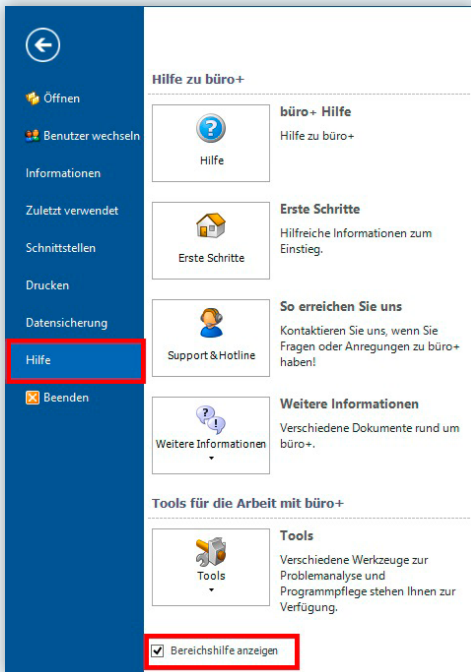 Öffnen
Benutzer wechseln
Informationen
Zuletzt verwendet
Schnittstellen
Drucken
Datensicherung
Hilfe
Beenden
Hilfe zu büro+
Hilfe
büro+ Hilfe
Hilfe zu büro+
Erste Schritte
Erste Schritte
Hilfreiche Informationen zum
Einstieg.
Support & Hotline
So erreichen Sie uns
Kontaktieren Sie uns, wenn Sie
Fragen oder Anregungen zu büro+
haben!
Weitere Informationen
Weitere Informationen
Verschiedene Dokumente rund um
büro+.
Tools für die Arbeit mit büro+
Tools
Tools
Verschiedene Werkzeuge zur
Problemanalyse und
Programmpflege stehen Ihnen zur
Verfügung.
Bereichshilfe anzeigen